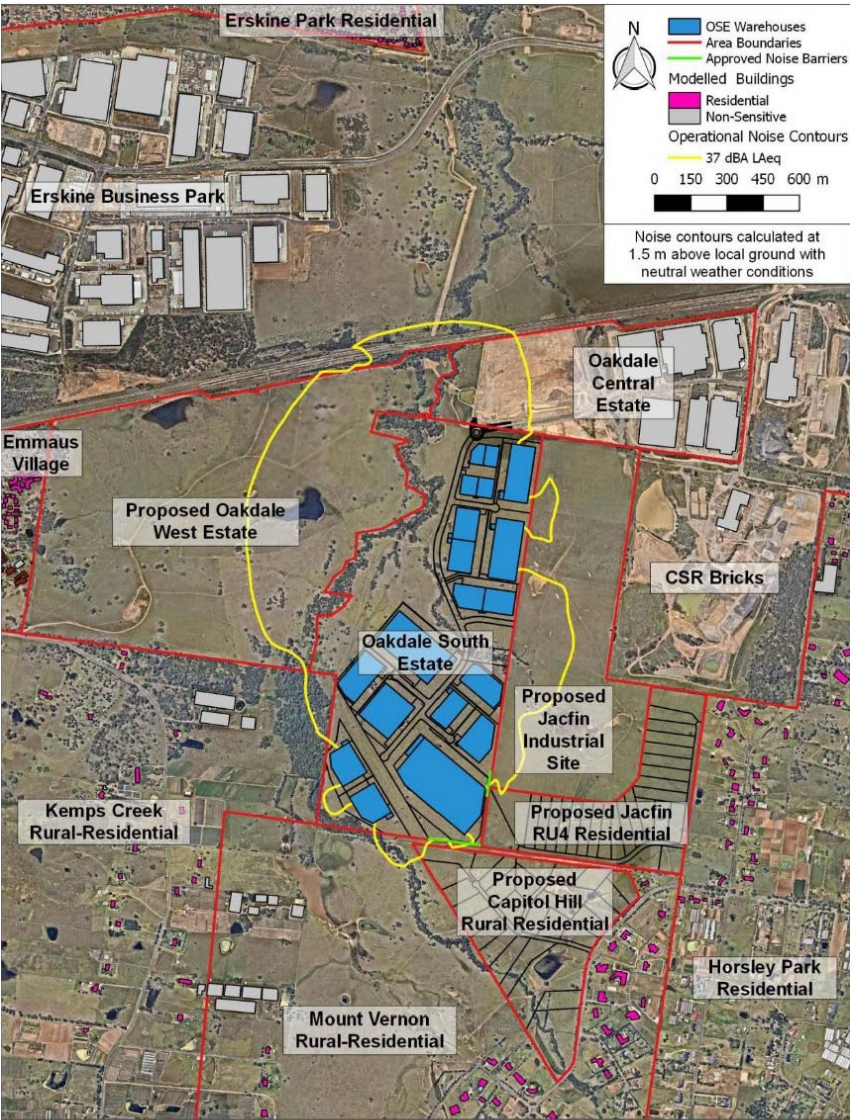 Erskine Park Residential
N
OSE Warehouses
Area Boundaries
Approved Noise Barriers
Modelled Buildings
Residential
Non-Sensitive
Operational Noise Contours
37 dBA LAeq
0 150 300 450 600 m
Noise contours calculated at
1.5 m above local ground with
neutral weather conditions
Erskine Business Park
Oakdale
Central
Estate
Emmaus
Village
Proposed Oakdale
West Estate
CSR Bricks
Oakdale South
Estate
Proposed
Jacfin
Industrial
Site
Kemps Creek
Rural-Residential
Proposed Jacfin
RU4 Residential
Proposed
Capitol Hill
Rural Residential
Horsley Park
Residential
Mount Vernon
Rural-Residential